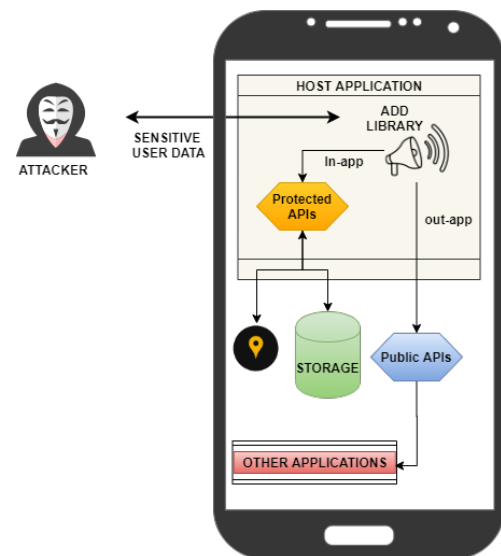 HOST APPLICATION
ADD
LIBRARY
SENSITIVE
USER DATA
ATTACKER
In-app
Protected
APIs
out-app
STORAGE
Public APIs
OTHER APPLICATIONS